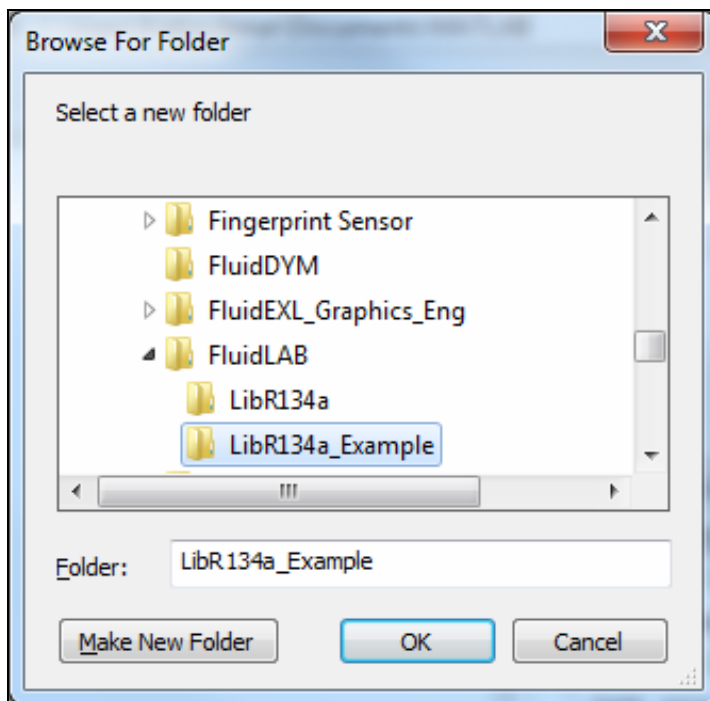 Browse For Folder
Select a new folder
Fingerprint Sensor
FluidDYM
FluidEXL_Graphics_Eng
FluidLAB
LibR134a
LibR134a_Example
Folder: LibR134a_Example
Make New Folder OK Cancel